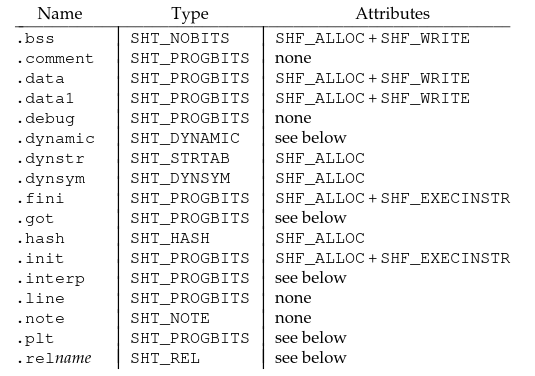 Name Type Attributes
.bss SHT_NOBITS SHF_ALLOC + SHF_WRITE
.comment SHT_PROGBITS none
.data SHT_PROGBITS SHF_ALLOC + SHF_WRITE
.data1 SHT_PROGBITS SHF_ALLOC + SHF_WRITE
.debug SHT_PROGBITS none
.dynamic SHT_DYNAMIC see below
.dynstr SHT_STRTAB SHF_ALLOC
.dynsym SHT_DYNSYM SHF_ALLOC
.fini SHT_PROGBITS SHF_ALLOC + SHF_EXECINSTR
.got SHT_PROGBITS see below
.hash SHT_HASH SHF_ALLOC
.init SHT_PROGBITS SHF_ALLOC + SHF_EXECINSTR
.interp SHT_PROGBITS see below
.line SHT_PROGBITS none
.note SHT_NOTE none
.plt SHT_PROGBITS see below
.relname SHT_REL see below